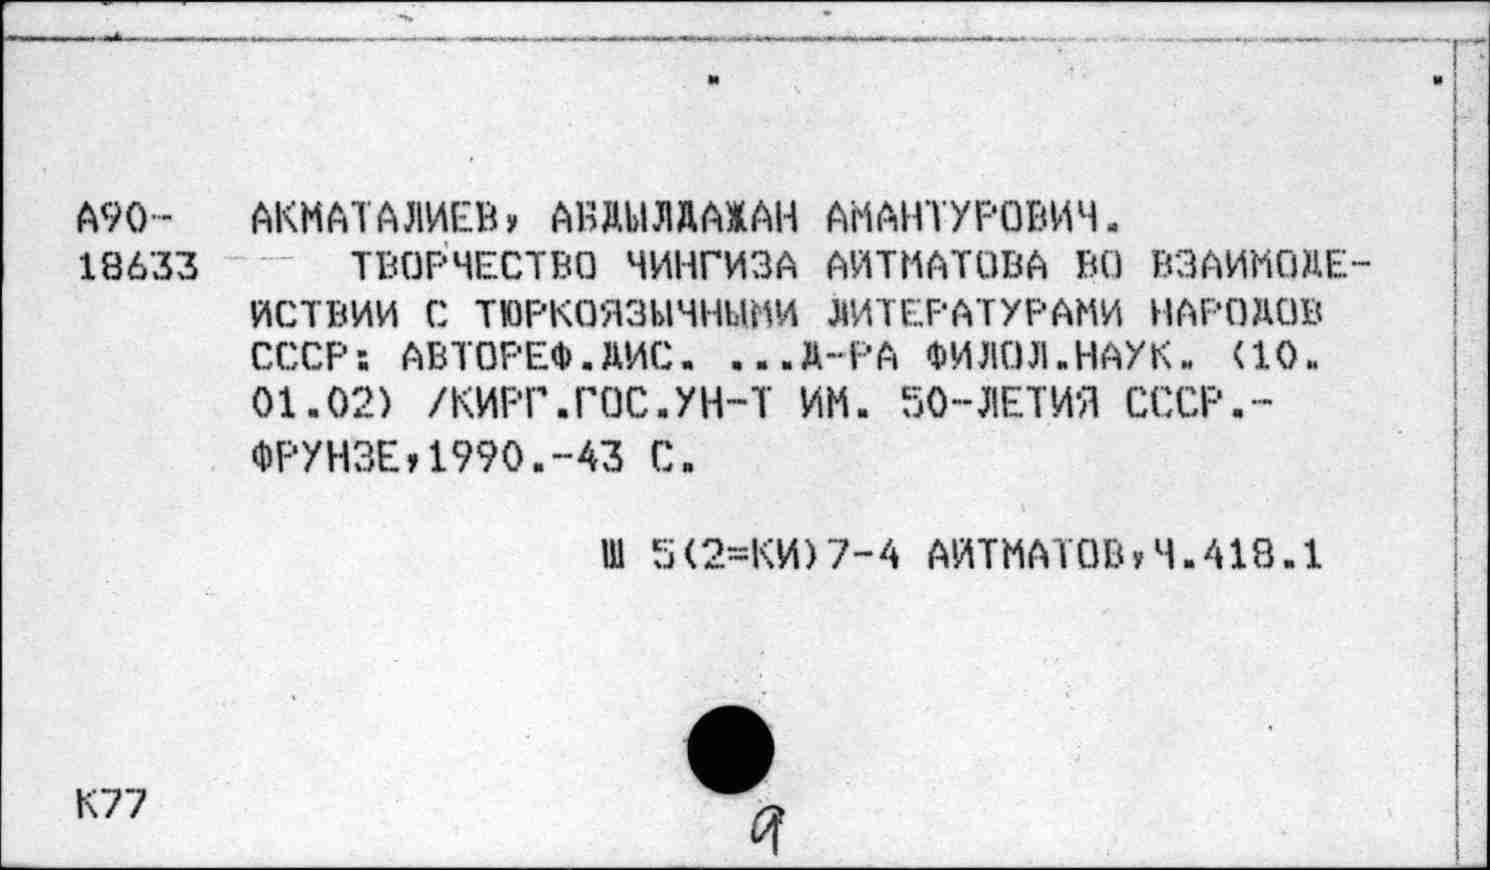 А90- АКМАТАЛИЕВ, АБДЫЛДАЖАН АМАНТУРОВИЧ.
18633 ТВОРЧЕСТВО ЧИНГИЗА АЙТМАТОВА ВО ВЗАИМОДЕ-
ЙСТВИИ С ТЮРКОЯЗЫЧНЫМИ ЛИТЕРАТУРАМИ НАРОДОВ
СССР: АВТОРЕФ.ДИС. ...Д-РА ФИЛОЛ.НАУК. (10.
01.02) /КИРГ.ГОС.УН-Т ИМ. 50-ЛЕТИЯ СССР.-
ФРУНЗЕ,1990.-43 С.
Ш 5(2=КИ)7-4 АЙТМАТОВ,Ч.418.1
К77